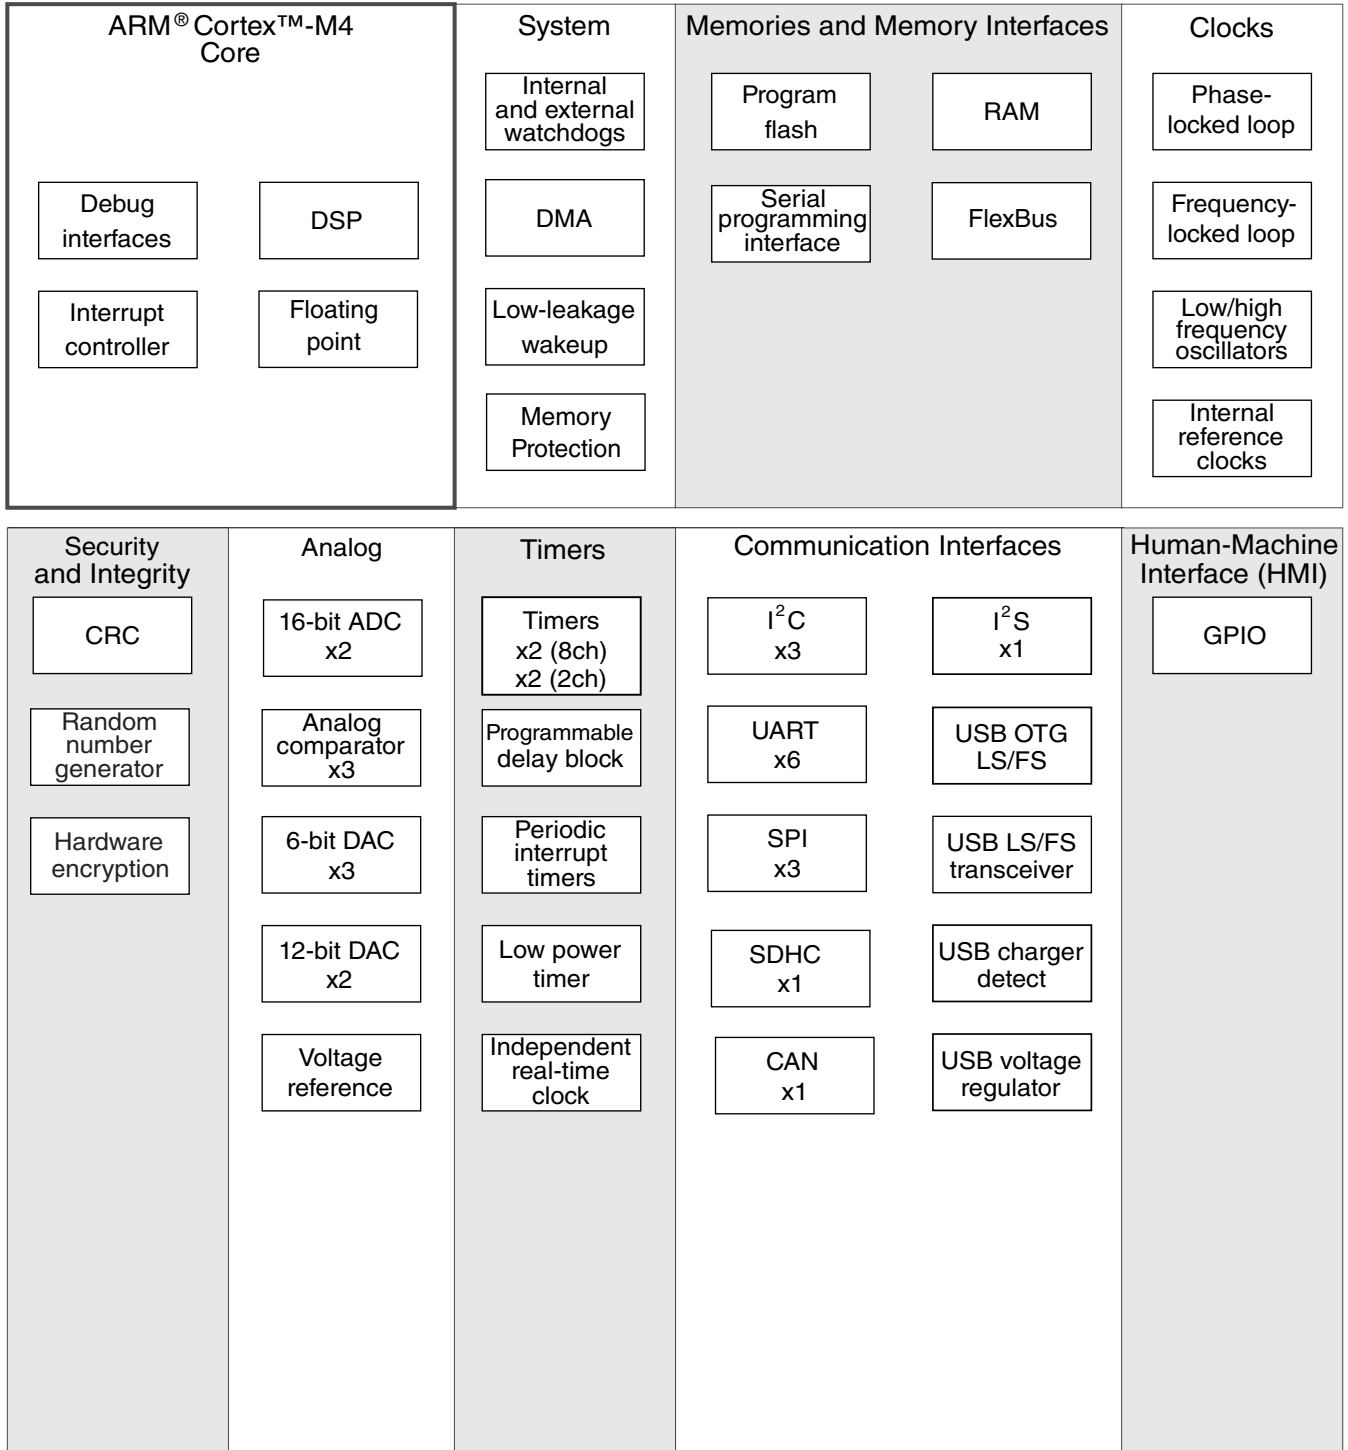 ARM® Cortex™-M4
Core
Debug
interfaces
DSP
Interrupt
controller
Floating
point
System
Internal
and external
watchdogs
DMA
Low-leakage
wakeup
Memory
Protection
Memories and Memory Interfaces
Program
flash
RAM
Serial
programming
interface
FlexBus
Clocks
Phase-
locked loop
Frequency-
locked loop
Low/high
frequency
oscillators
Internal
reference
clocks
Security
and Integrity
CRC
Random
number
generator
Hardware
encryption
Analog
16-bit ADC
x2
Analog
comparator
x3
6-bit DAC
x3
12-bit DAC
x2
Voltage
reference
Timers
Timers
x2 (8ch)
x2 (2ch)
Programmable
delay block
Periodic
interrupt
timers
Low power
timer
Independent
real-time
clock
Communication Interfaces
I²C
x3
I²S
x1
UART
x6
USB OTG
LS/FS
SPI
x3
USB LS/FS
transceiver
SDHC
x1
USB charger
detect
CAN
x1
USB voltage
regulator
Human-Machine
Interface (HMI)
GPIO